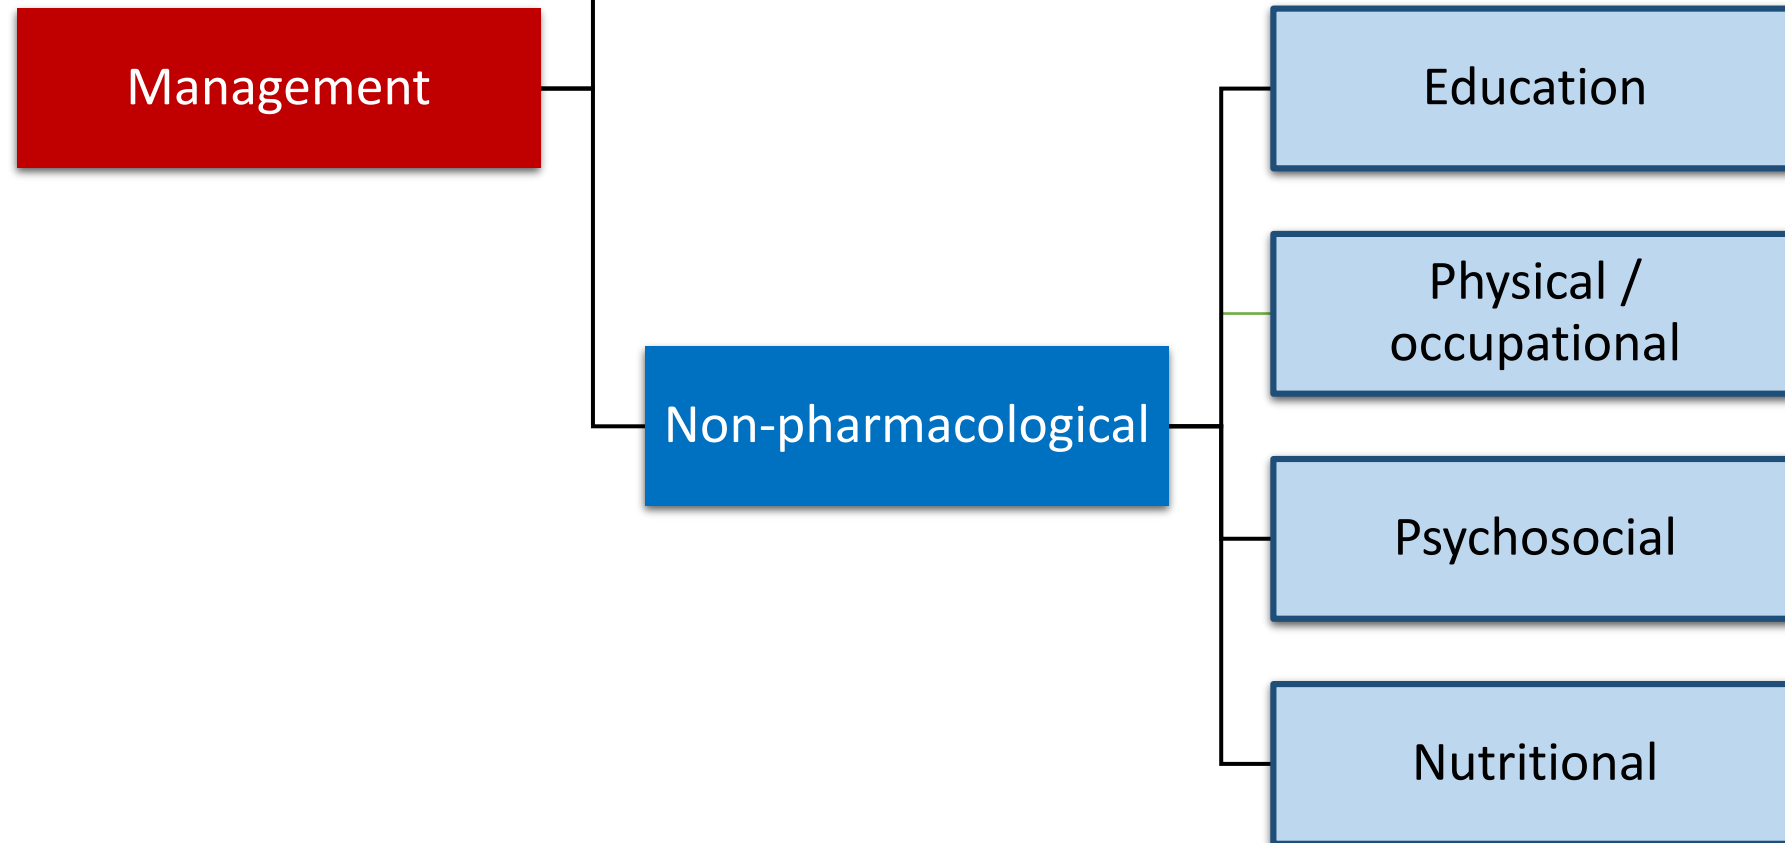 Management
Non-pharmacological
Education
Physical /
occupational
Psychosocial
Nutritional